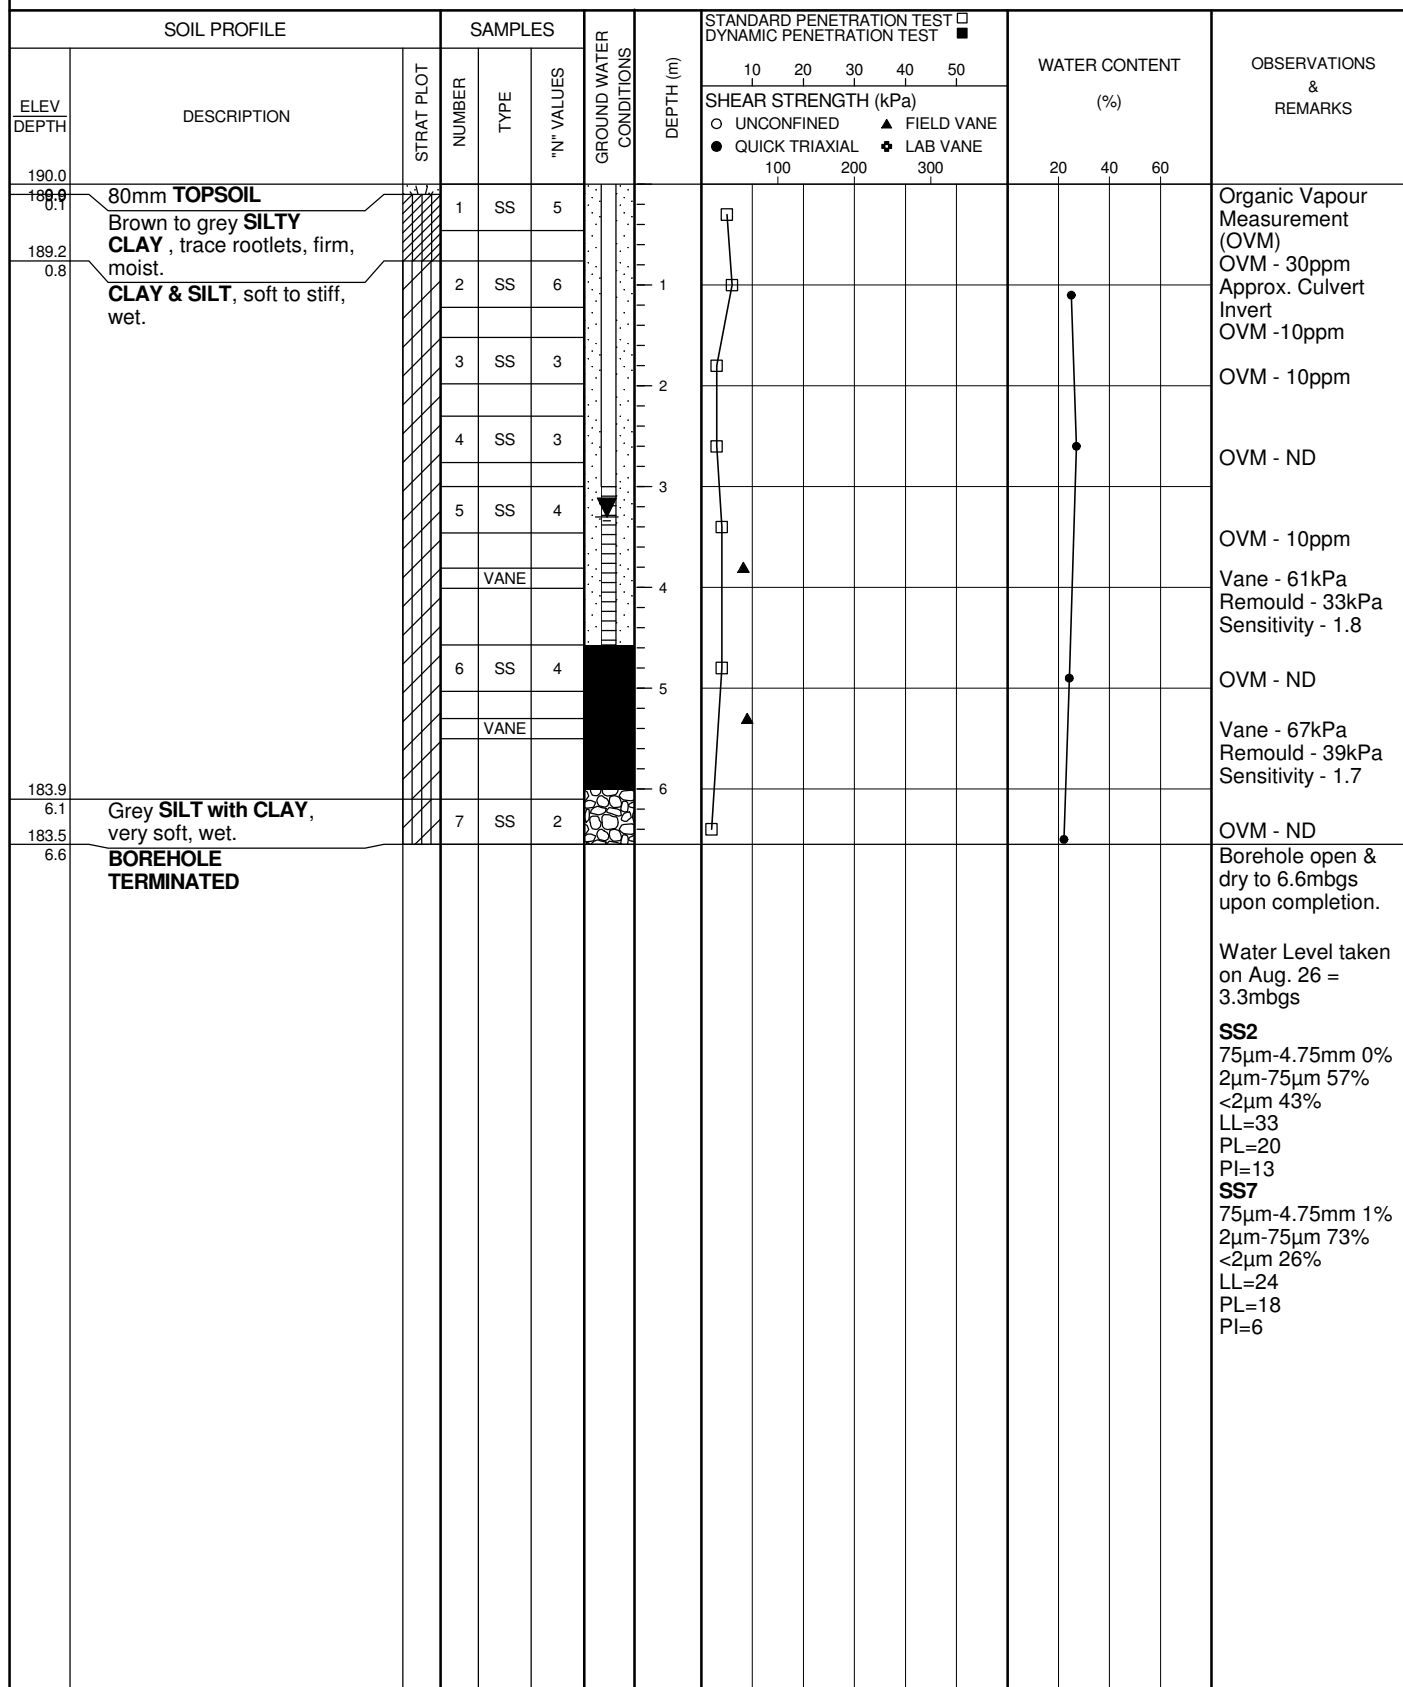 SOIL PROFILE
SAMPLES
GROUND WATER
CONDITIONS
DEPTH (m)
STANDARD PENETRATION TEST
DYNAMIC PENETRATION TEST
10 20 30 40 50
SHEAR STRENGTH (kPa)
UNCONFINED FIELD VANE
QUICK TRIAXIAL LAB VANE
100 200 300
WATER CONTENT
(%)
20 40 60
OBSERVATIONS
&
REMARKS
ELEV
DEPTH
DESCRIPTION
STRAT PLOT
NUMBER
TYPE
"N" VALUES
190.0
189.9
0.1
80mm TOPSOIL
Brown to grey SILTY
CLAY , trace rootlets, firm,
moist.
189.2
0.8
CLAY & SILT, soft to stiff,
wet.
183.9
6.1
Grey SILT with CLAY,
very soft, wet.
183.5
6.6
BOREHOLE
TERMINATED
1 SS 5
2 SS 6
3 SS 3
4 SS 3
5 SS 4
VANE
6 SS 4
VANE
7 SS 2
1
2
3
4
5
6
Organic Vapour
Measurement
(OVM)
OVM - 30ppm
Approx. Culvert
Invert
OVM -10ppm
OVM - 10ppm
OVM - ND
OVM - 10ppm
Vane - 61kPa
Remould - 33kPa
Sensitivity - 1.8
OVM - ND
Vane - 67kPa
Remould - 39kPa
Sensitivity - 1.7
OVM - ND
Borehole open &
dry to 6.6mbgs
upon completion.
Water Level taken
on Aug. 26 =
3.3mbgs
SS2
75µm-4.75mm 0%
2µm-75µm 57%
<2µm 43%
LL=33
PL=20
PI=13
SS7
75µm-4.75mm 1%
2µm-75µm 73%
<2µm 26%
LL=24
PL=18
PI=6